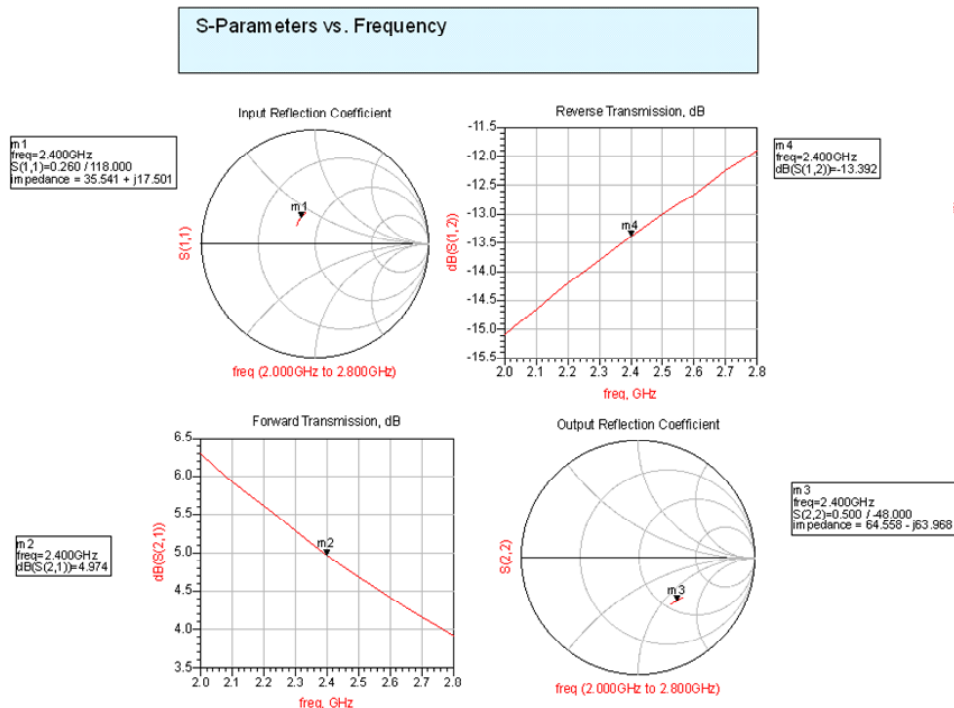 S-Parameters vs. Frequency
Input Reflection Coefficient
m1
freq=2.400GHz
S(1,1)=0.260 / 118.000
impedance = 35.541 + j17.501
m1
S(1,1)
freq (2.000GHz to 2.800GHz)
Reverse Transmission, dB
-11.5
-12.0
-12.5
-13.0
-13.5
-14.0
-14.5
-15.0
-15.5
dB(S(1,2))
m4
2.0 2.1 2.2 2.3 2.4 2.5 2.6 2.7 2.8
freq, GHz
m4
freq=2.400GHz
dB(S(1,2))=-13.392
Forward Transmission, dB
6.5
6.0
5.5
5.0
4.5
4.0
3.5
dB(S(2,1))
m2
2.0 2.1 2.2 2.3 2.4 2.5 2.6 2.7 2.0
freq, GHz
m2
freq=2.400GHz
dB(S(2,1))=4.974
Output Reflection Coefficient
S(2,2)
m3
freq (2.000GHz to 2.800GHz)
m3
freq=2.400GHz
S(2,2)=0.500 / -48.000
impedance = 64.558 - j63.968